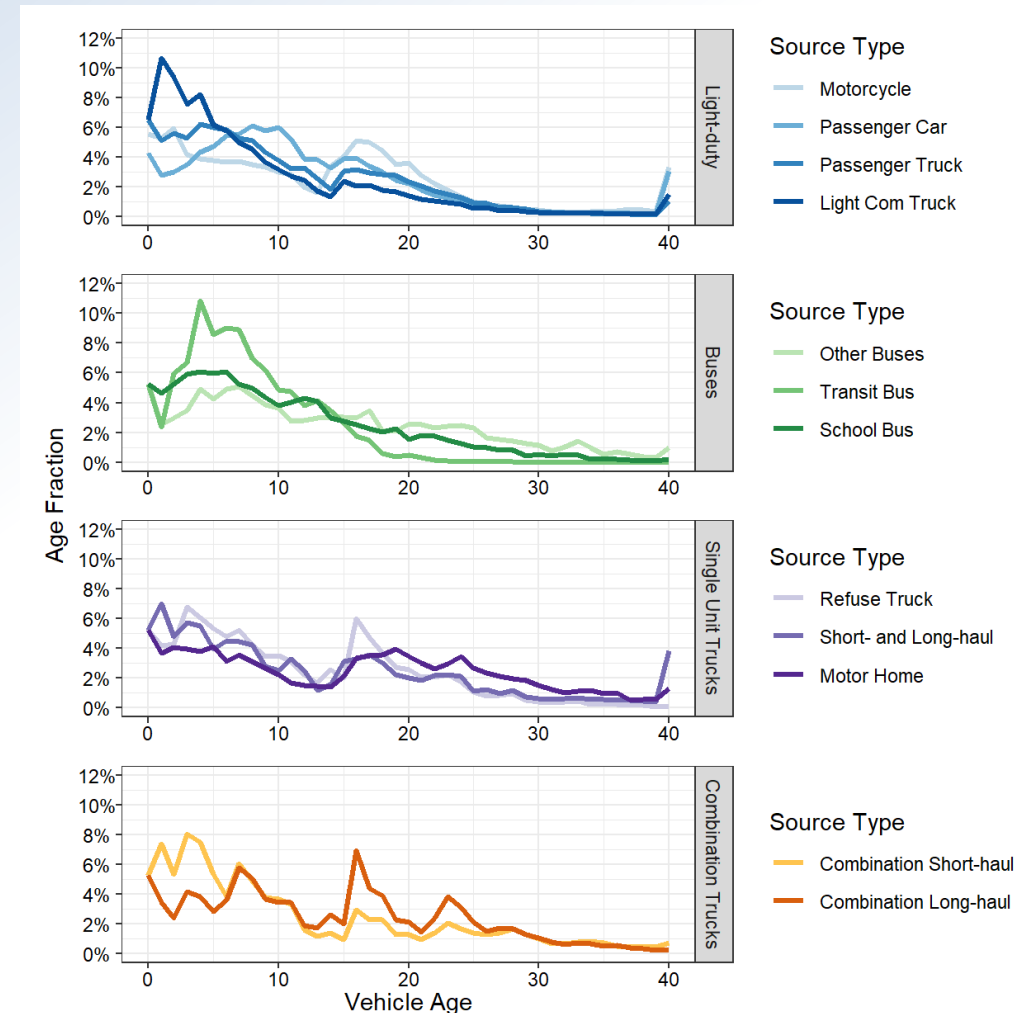 Age Fraction
12%
10%
8%
6%
4%
2%
0%
0 10 20 30 40
Light-duty
Source Type
Motorcycle
Passenger Car
Passenger Truck
Light Com Truck
12%
10%
8%
6%
4%
2%
0%
0 10 20 30 40
Buses
Source Type
Other Buses
Transit Bus
School Bus
12%
10%
8%
6%
4%
2%
0%
0 10 20 30 40
Single Unit Trucks
Source Type
Refuse Truck
Short- and Long-haul
Motor Home
12%
10%
8%
6%
4%
2%
0%
0 10 20 30 40
Combination Trucks
Source Type
Combination Short-haul
Combination Long-haul
Vehicle Age